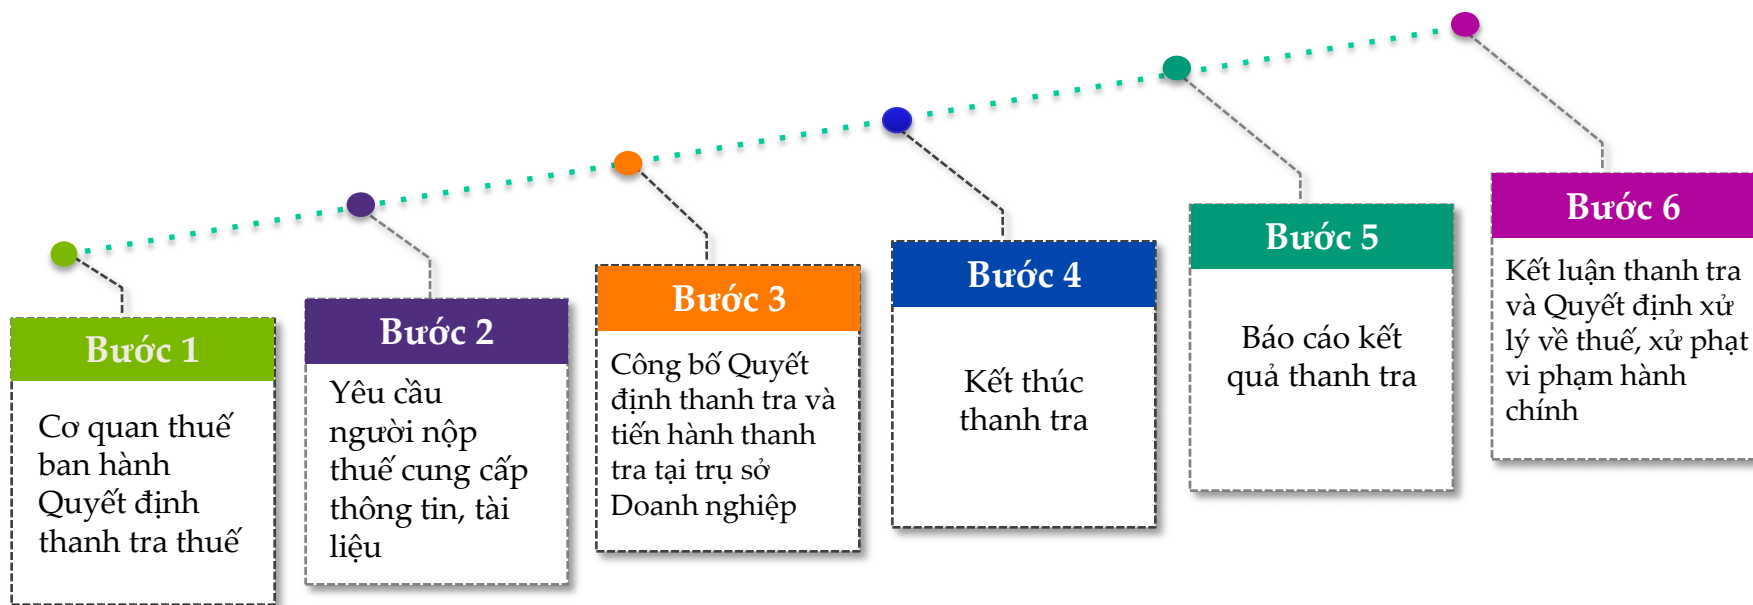 Bước 1
Cơ quan thuế
ban hành
Quyết định
thanh tra thuế
Bước 2
Yêu cầu
người nộp
thuế cung cấp
thông tin, tài
liệu
Bước 3
Công bố Quyết
định thanh tra và
tiến hành thanh
tra tại trụ sở
Doanh nghiệp
Bước 4
Kết thúc
thanh tra
Bước 5
Báo cáo kết
quả thanh tra
Bước 6
Kết luận thanh tra
và Quyết định xử
lý về thuế, xử phạt
vi phạm hành
chính